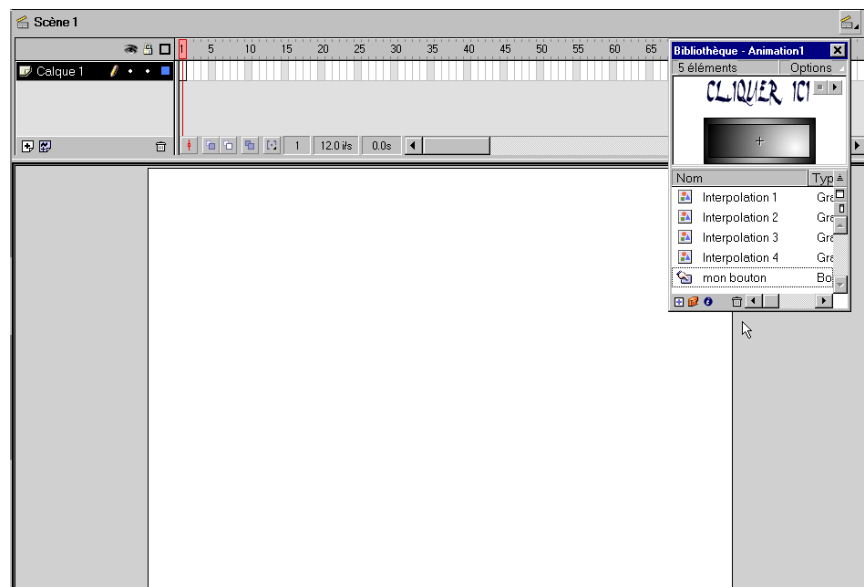 Scène 1
1 5 10 15 20 25 30 35 40 45 50 55 60 65
Calque 1
1 12.0 i/s 0.0s
Bibliothèque - Animation1
5 éléments Options
CLIQUER ICI
Nom Typ
Interpolation 1 Gra
Interpolation 2 Gra
Interpolation 3 Gra
Interpolation 4 Gra
mon bouton Bo